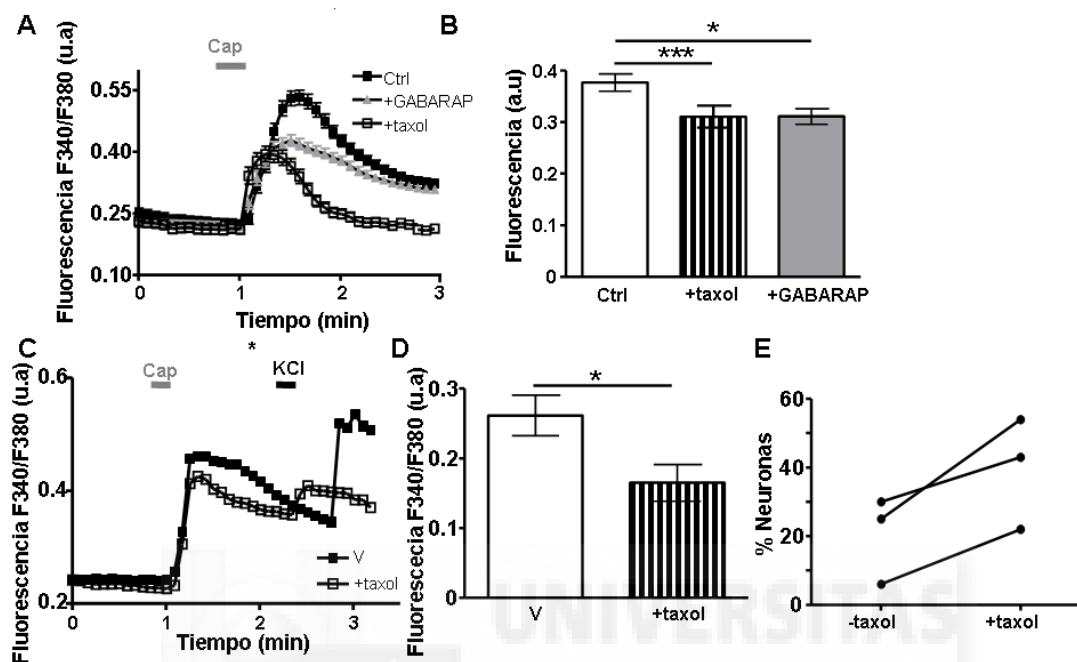 A
Fluorescencia F340/F380 (u.a)
0.55
0.40
0.25
0.10
Cap
Ctrl
+GABARAP
+taxol
0
1
2
3
Tiempo (min)
B
Fluorescencia (a.u)
0.4
0.3
0.2
0.1
0
*
***
Ctrl
+taxol
+GABARAP
C
Fluorescencia F340/F380 (u.a)
0.6
0.4
0.2
Cap
*
KCl
V
+taxol
0
1
2
3
Tiempo (min)
D
Fluorescecia F340/F380 (u.a)
0.3
0.2
0.1
0
*
V
+taxol
E
% Neuronas
60
40
20
0
-taxol
+taxol
UNIVERSITAS